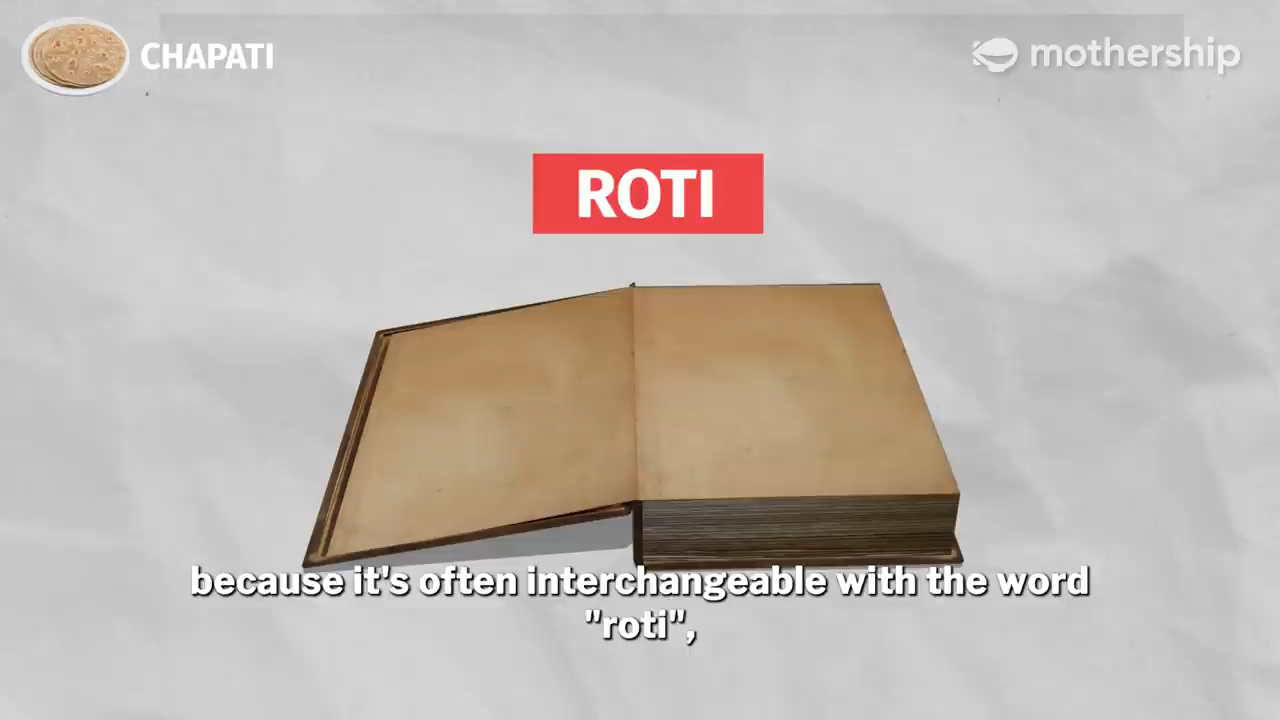 CHAPATI
mothership
ROTI
because it's often interchangeable with the word
"roti",